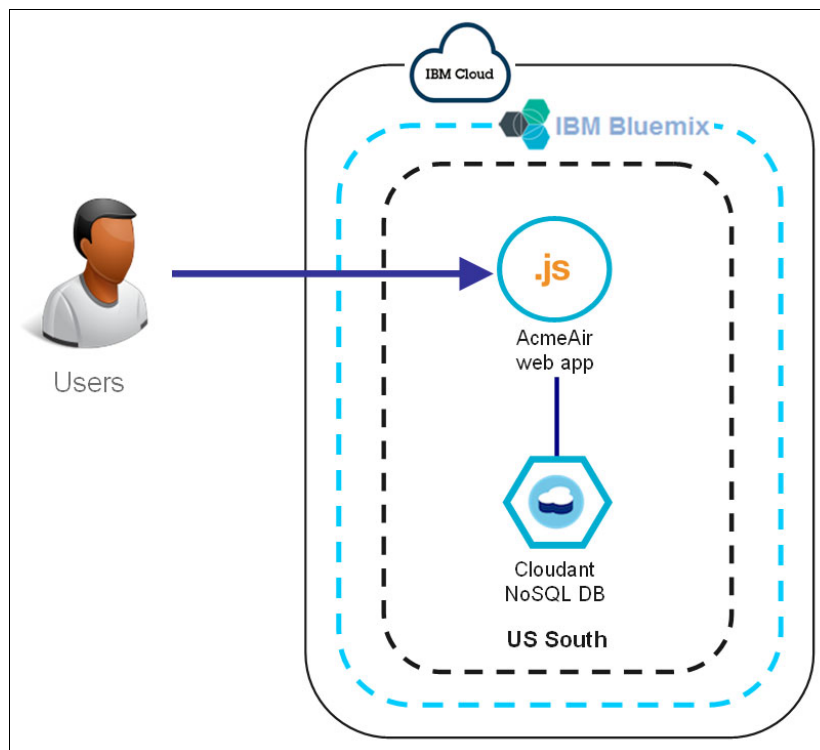 IBM Cloud
IBM Bluemix
.js
AcmeAir
web app
Users
Cloudant
NoSQL DB
US South